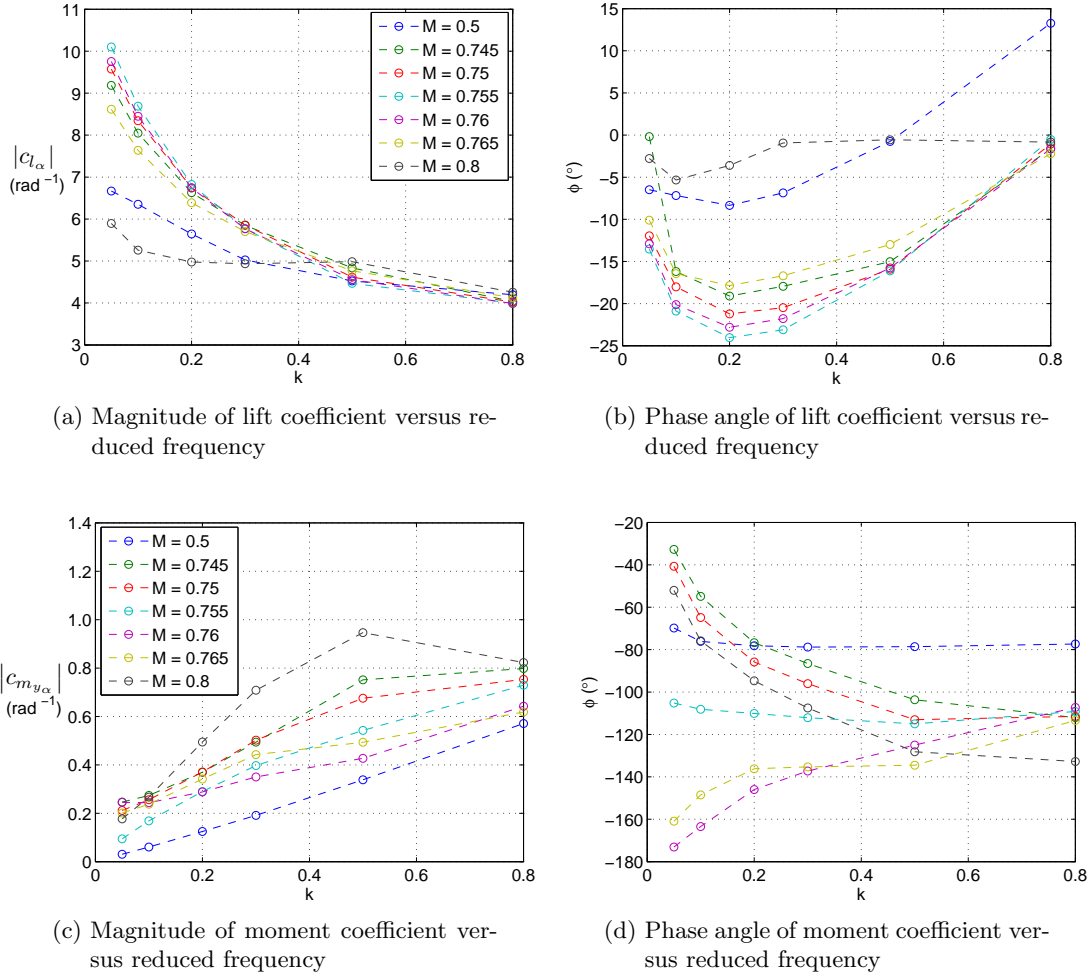 11
10
9
8
7
6
5
4
3
|c_{l_α}|
(rad ⁻¹)
0 0.2 0.4 0.6 0.8
k
M = 0.5
M = 0.745
M = 0.75
M = 0.755
M = 0.76
M = 0.765
M = 0.8
(a) Magnitude of lift coefficient versus re-
duced frequency
15
10
5
0
−5
−10
−15
−20
−25
ϕ (°)
0 0.2 0.4 0.6 0.8
k
(b) Phase angle of lift coefficient versus re-
duced frequency
1.4
1.2
1.0
0.8
0.6
0.4
0.2
0
|c_{m_{y_α}}|
(rad ⁻¹)
0 0.2 0.4 0.6 0.8
k
M = 0.5
M = 0.745
M = 0.75
M = 0.755
M = 0.76
M = 0.765
M = 0.8
(c) Magnitude of moment coefficient ver-
sus reduced frequency
−20
−40
−60
−80
−100
−120
−140
−160
−180
ϕ (°)
0 0.2 0.4 0.6 0.8
k
(d) Phase angle of moment coefficient ver-
sus reduced frequency